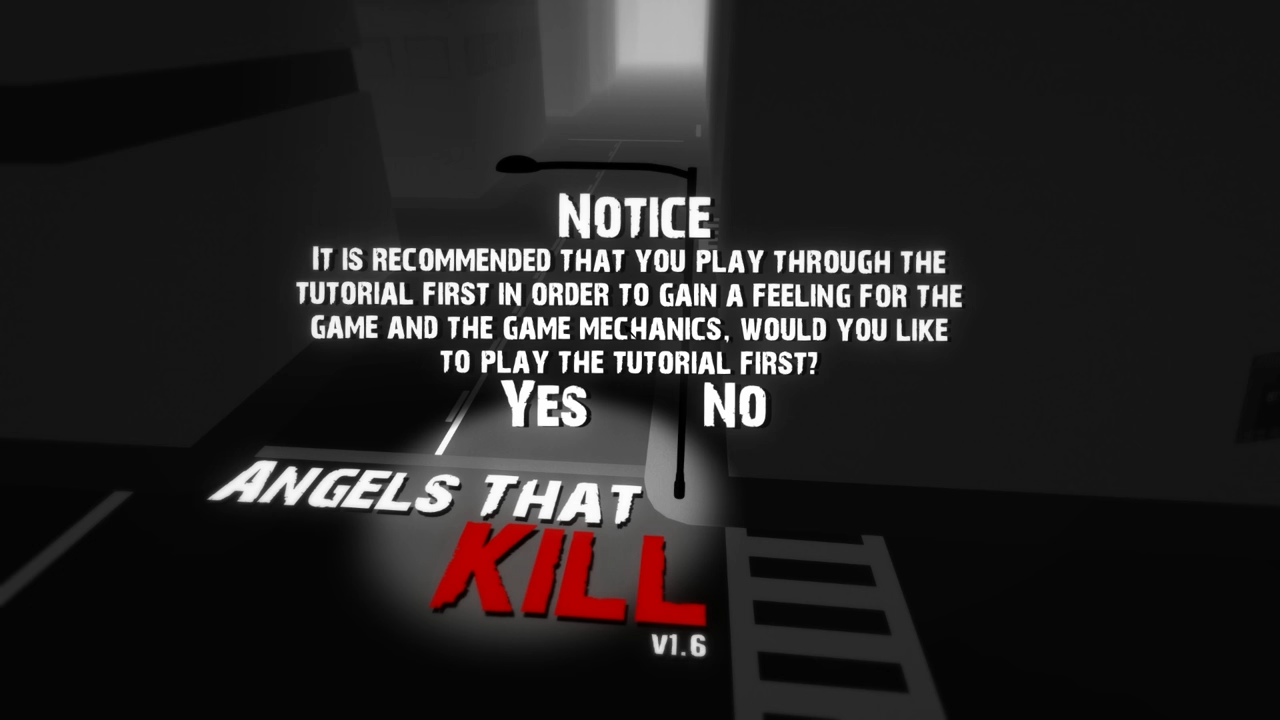 Notice
It is recommended that you play through the
tutorial first in order to gain a feeling for the
game and the game mechanics, would you like
to play the tutorial first?
Yes No
Angels That
Kill
v1.6